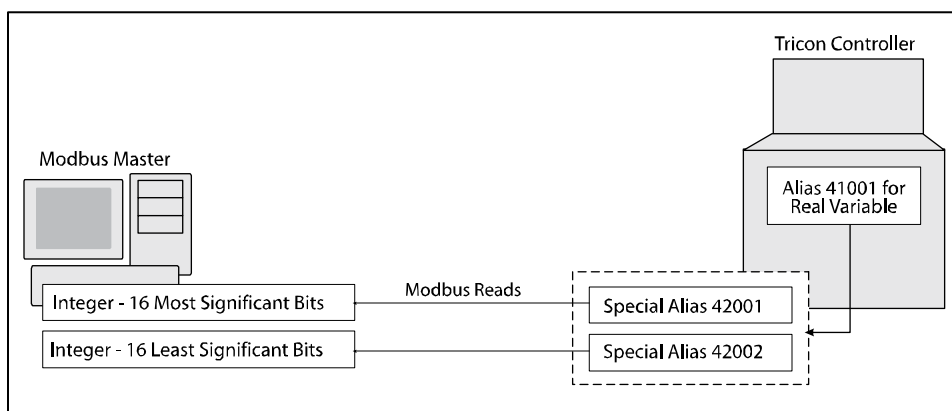 Tricon Controller
Modbus Master
Alias 41001 for
Real Variable
Integer - 16 Most Significant Bits
Modbus Reads
Special Alias 42001
Integer - 16 Least Significant Bits
Special Alias 42002